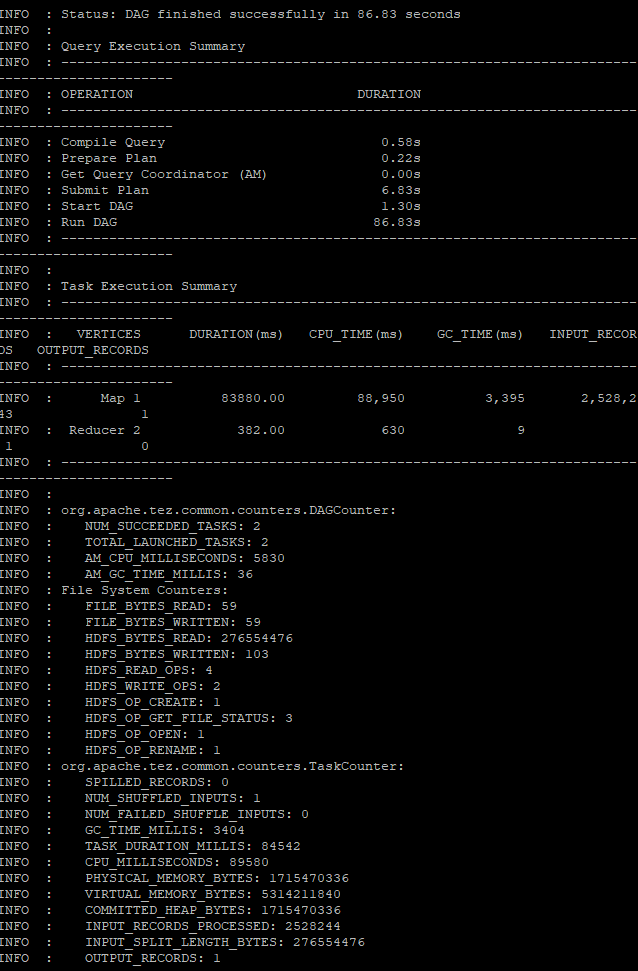 INFO  : Status: DAG finished successfully in 86.83 seconds
INFO  :
INFO  : Query Execution Summary
INFO  : ------------------------------------------------------------------------
----------------------
INFO  : OPERATION                            DURATION
INFO  : ------------------------------------------------------------------------
----------------------
INFO  : Compile Query                           0.58s
INFO  : Prepare Plan                            0.22s
INFO  : Get Query Coordinator (AM)              0.00s
INFO  : Submit Plan                             6.83s
INFO  : Start DAG                               1.30s
INFO  : Run DAG                                86.83s
INFO  : ------------------------------------------------------------------------
----------------------
INFO  :
INFO  : Task Execution Summary
INFO  : ------------------------------------------------------------------------
----------------------
INFO  :   VERTICES      DURATION(ms)   CPU_TIME(ms)    GC_TIME(ms)   INPUT_RECOR
DS   OUTPUT_RECORDS
INFO  : ------------------------------------------------------------------------
----------------------
INFO  :      Map 1          83880.00         88,950          3,395       2,528,2
43                1
INFO  :  Reducer 2            382.00            630              9
 1                0
INFO  : ------------------------------------------------------------------------
----------------------
INFO  :
INFO  : org.apache.tez.common.counters.DAGCounter:
INFO  :    NUM_SUCCEEDED_TASKS: 2
INFO  :    TOTAL_LAUNCHED_TASKS: 2
INFO  :    AM_CPU_MILLISECONDS: 5830
INFO  :    AM_GC_TIME_MILLIS: 36
INFO  : File System Counters:
INFO  :    FILE_BYTES_READ: 59
INFO  :    FILE_BYTES_WRITTEN: 59
INFO  :    HDFS_BYTES_READ: 276554476
INFO  :    HDFS_BYTES_WRITTEN: 103
INFO  :    HDFS_READ_OPS: 4
INFO  :    HDFS_WRITE_OPS: 2
INFO  :    HDFS_OP_CREATE: 1
INFO  :    HDFS_OP_GET_FILE_STATUS: 3
INFO  :    HDFS_OP_OPEN: 1
INFO  :    HDFS_OP_RENAME: 1
INFO  : org.apache.tez.common.counters.TaskCounter:
INFO  :    SPILLED_RECORDS: 0
INFO  :    NUM_SHUFFLED_INPUTS: 1
INFO  :    NUM_FAILED_SHUFFLE_INPUTS: 0
INFO  :    GC_TIME_MILLIS: 3404
INFO  :    TASK_DURATION_MILLIS: 84542
INFO  :    CPU_MILLISECONDS: 89580
INFO  :    PHYSICAL_MEMORY_BYTES: 1715470336
INFO  :    VIRTUAL_MEMORY_BYTES: 5314211840
INFO  :    COMMITTED_HEAP_BYTES: 1715470336
INFO  :    INPUT_RECORDS_PROCESSED: 2528244
INFO  :    INPUT_SPLIT_LENGTH_BYTES: 276554476
INFO  :    OUTPUT_RECORDS: 1